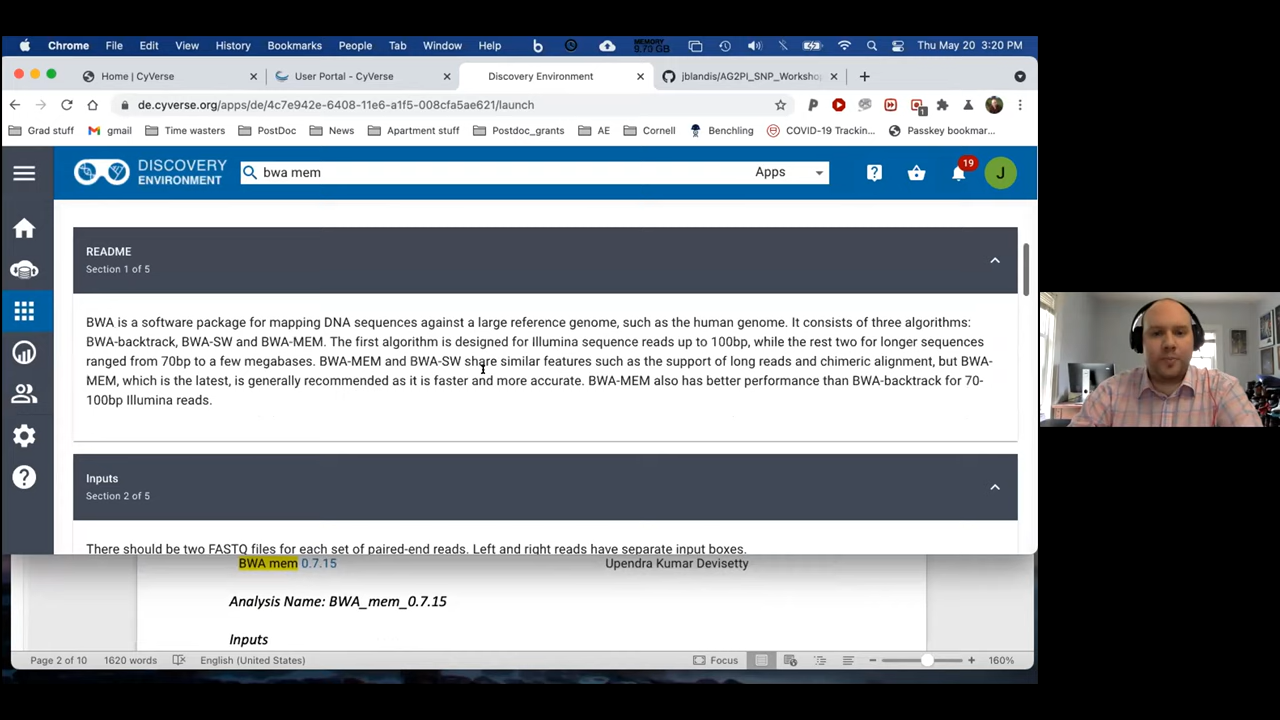 Chrome File Edit View History Bookmarks People Tab Window Help MEMORY 9.70 GB Thu May 20 3:20 PM
Home | CyVerse User Portal - CyVerse Discovery Environment jblandis/AG2PI_SNP_Workshop
de.cyverse.org/apps/de/4c7e942e-6408-11e6-a1f5-008cfa5ae621/launch
Grad stuff gmail Time wasters PostDoc News Apartment stuff Postdoc_grants AE Cornell Benchling COVID-19 Trackin... Passkey bookmar...
DISCOVERY
ENVIRONMENT
bwa mem
Apps
19
J
README
Section 1 of 5
BWA is a software package for mapping DNA sequences against a large reference genome, such as the human genome. It consists of three algorithms:
BWA-backtrack, BWA-SW and BWA-MEM. The first algorithm is designed for Illumina sequence reads up to 100bp, while the rest two for longer sequences
ranged from 70bp to a few megabases. BWA-MEM and BWA-SW share similar features such as the support of long reads and chimeric alignment, but BWA-
MEM, which is the latest, is generally recommended as it is faster and more accurate. BWA-MEM also has better performance than BWA-backtrack for 70-
100bp Illumina reads.
Inputs
Section 2 of 5
There should be two FASTQ files for each set of paired-end reads. Left and right reads have separate input boxes.
BWA mem 0.7.15 Upendra Kumar Devisetty
Analysis Name: BWA_mem_0.7.15
Inputs
Page 2 of 10 1620 words English (United States) Focus 160%